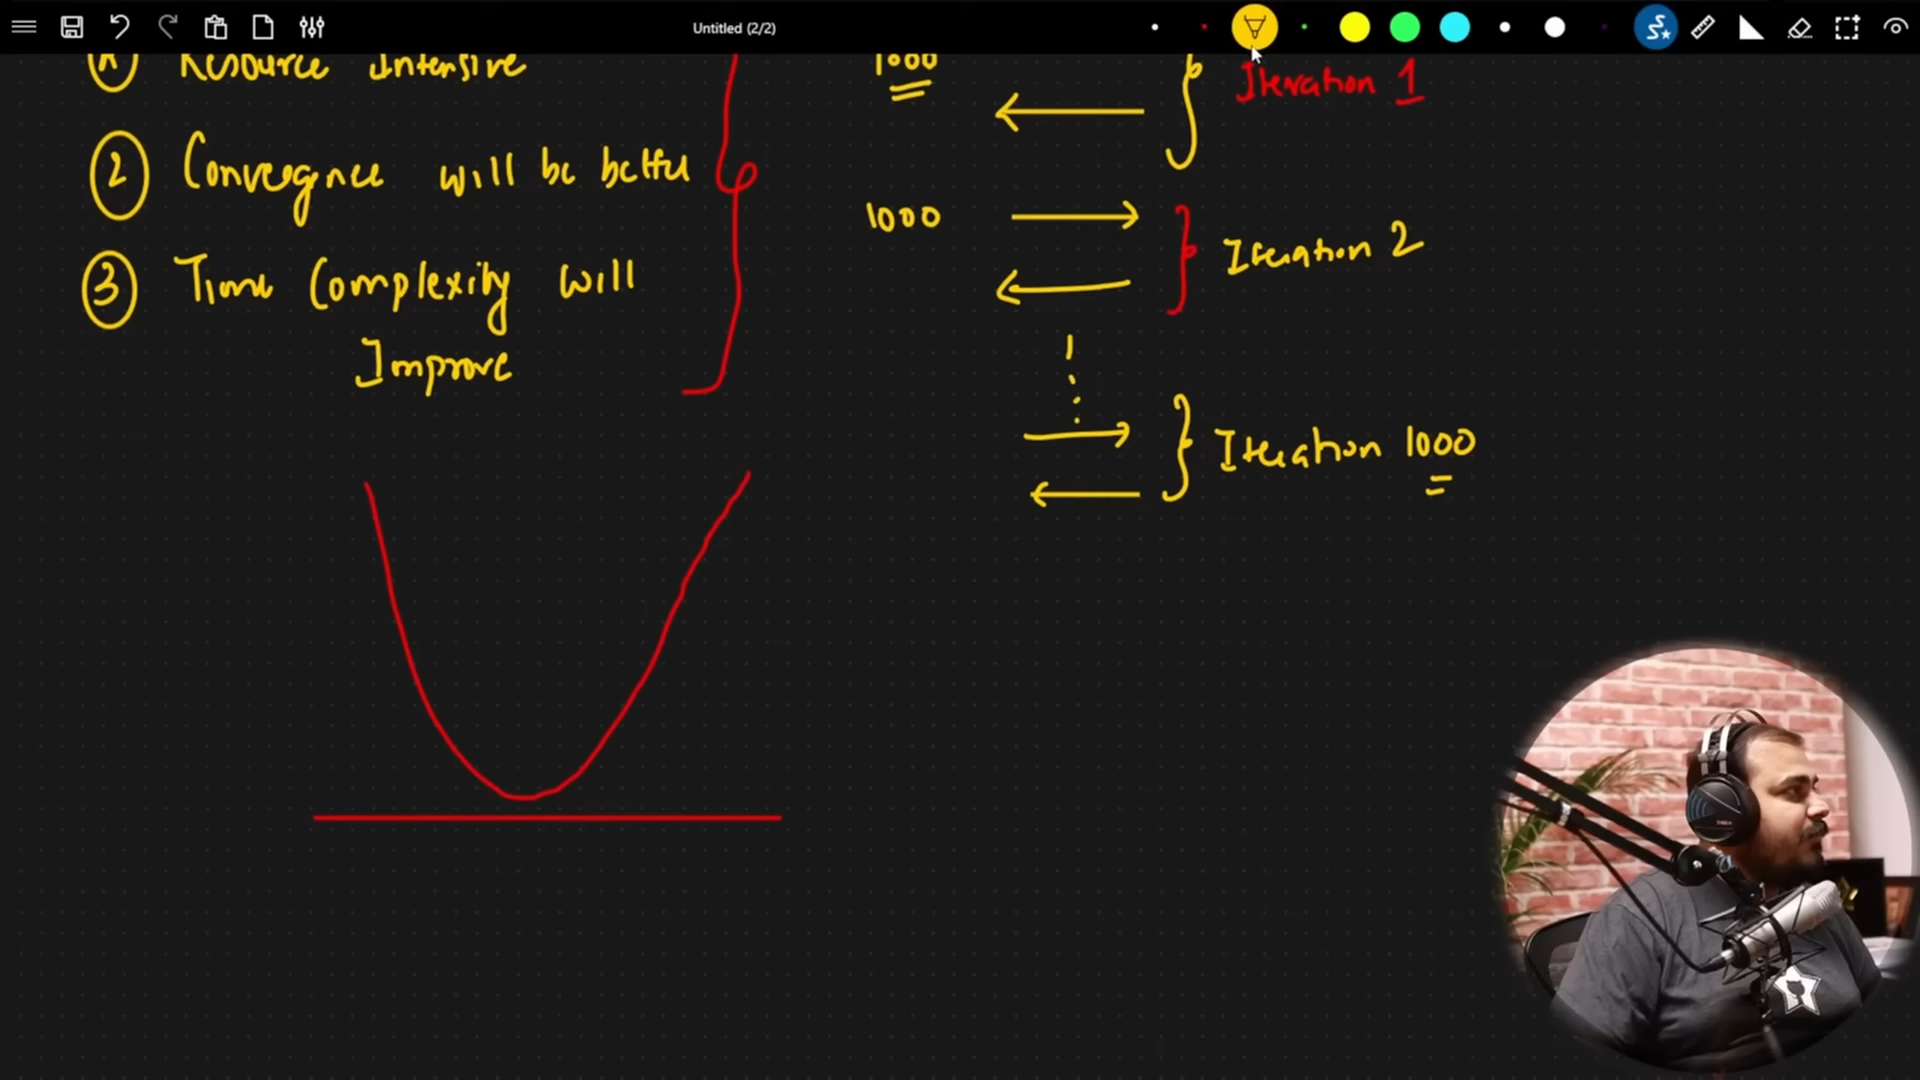 Untitled (2/2)
Resource Intensive
② Convergence will be better
③ Time Complexity will
Improve
1000
Iteration 1
1000
Iteration 2
Iteration 1000